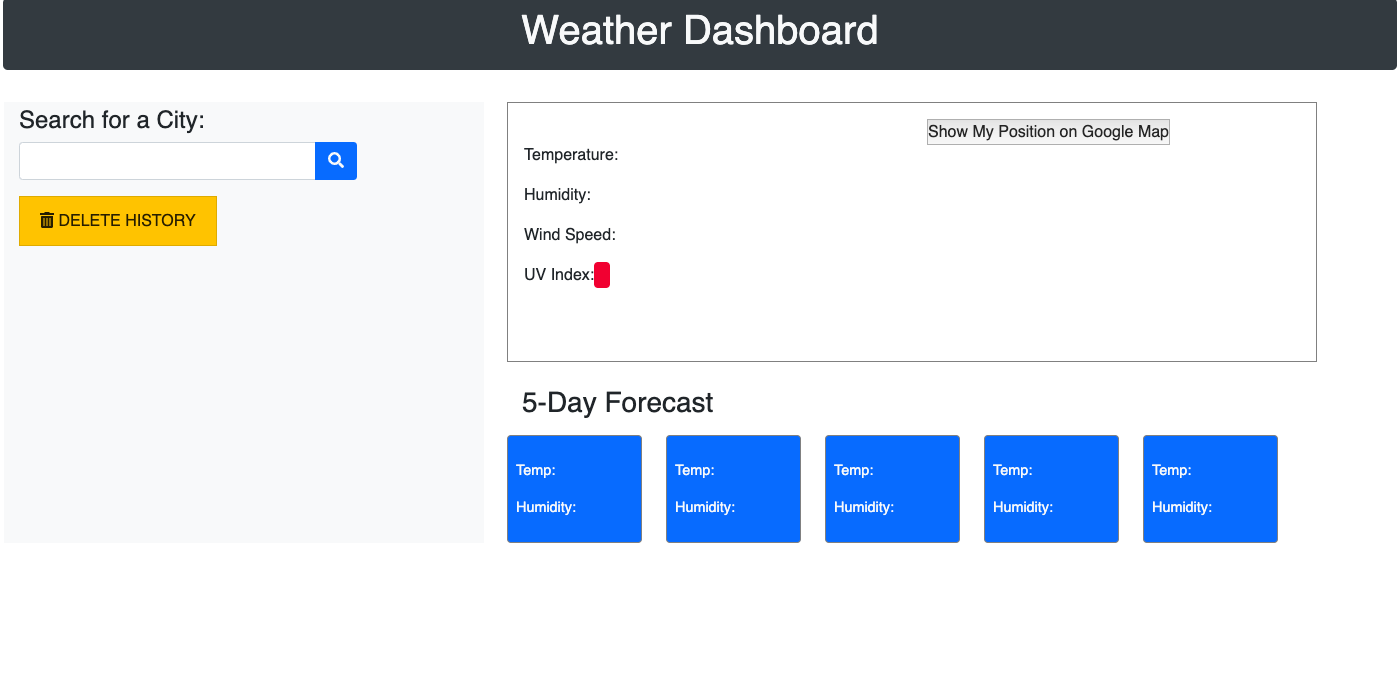 Weather Dashboard
Search for a City:
DELETE HISTORY
Show My Position on Google Map
Temperature:
Humidity:
Wind Speed:
UV Index:
5-Day Forecast
Temp:
Humidity:
Temp:
Humidity:
Temp:
Humidity:
Temp:
Humidity:
Temp:
Humidity: